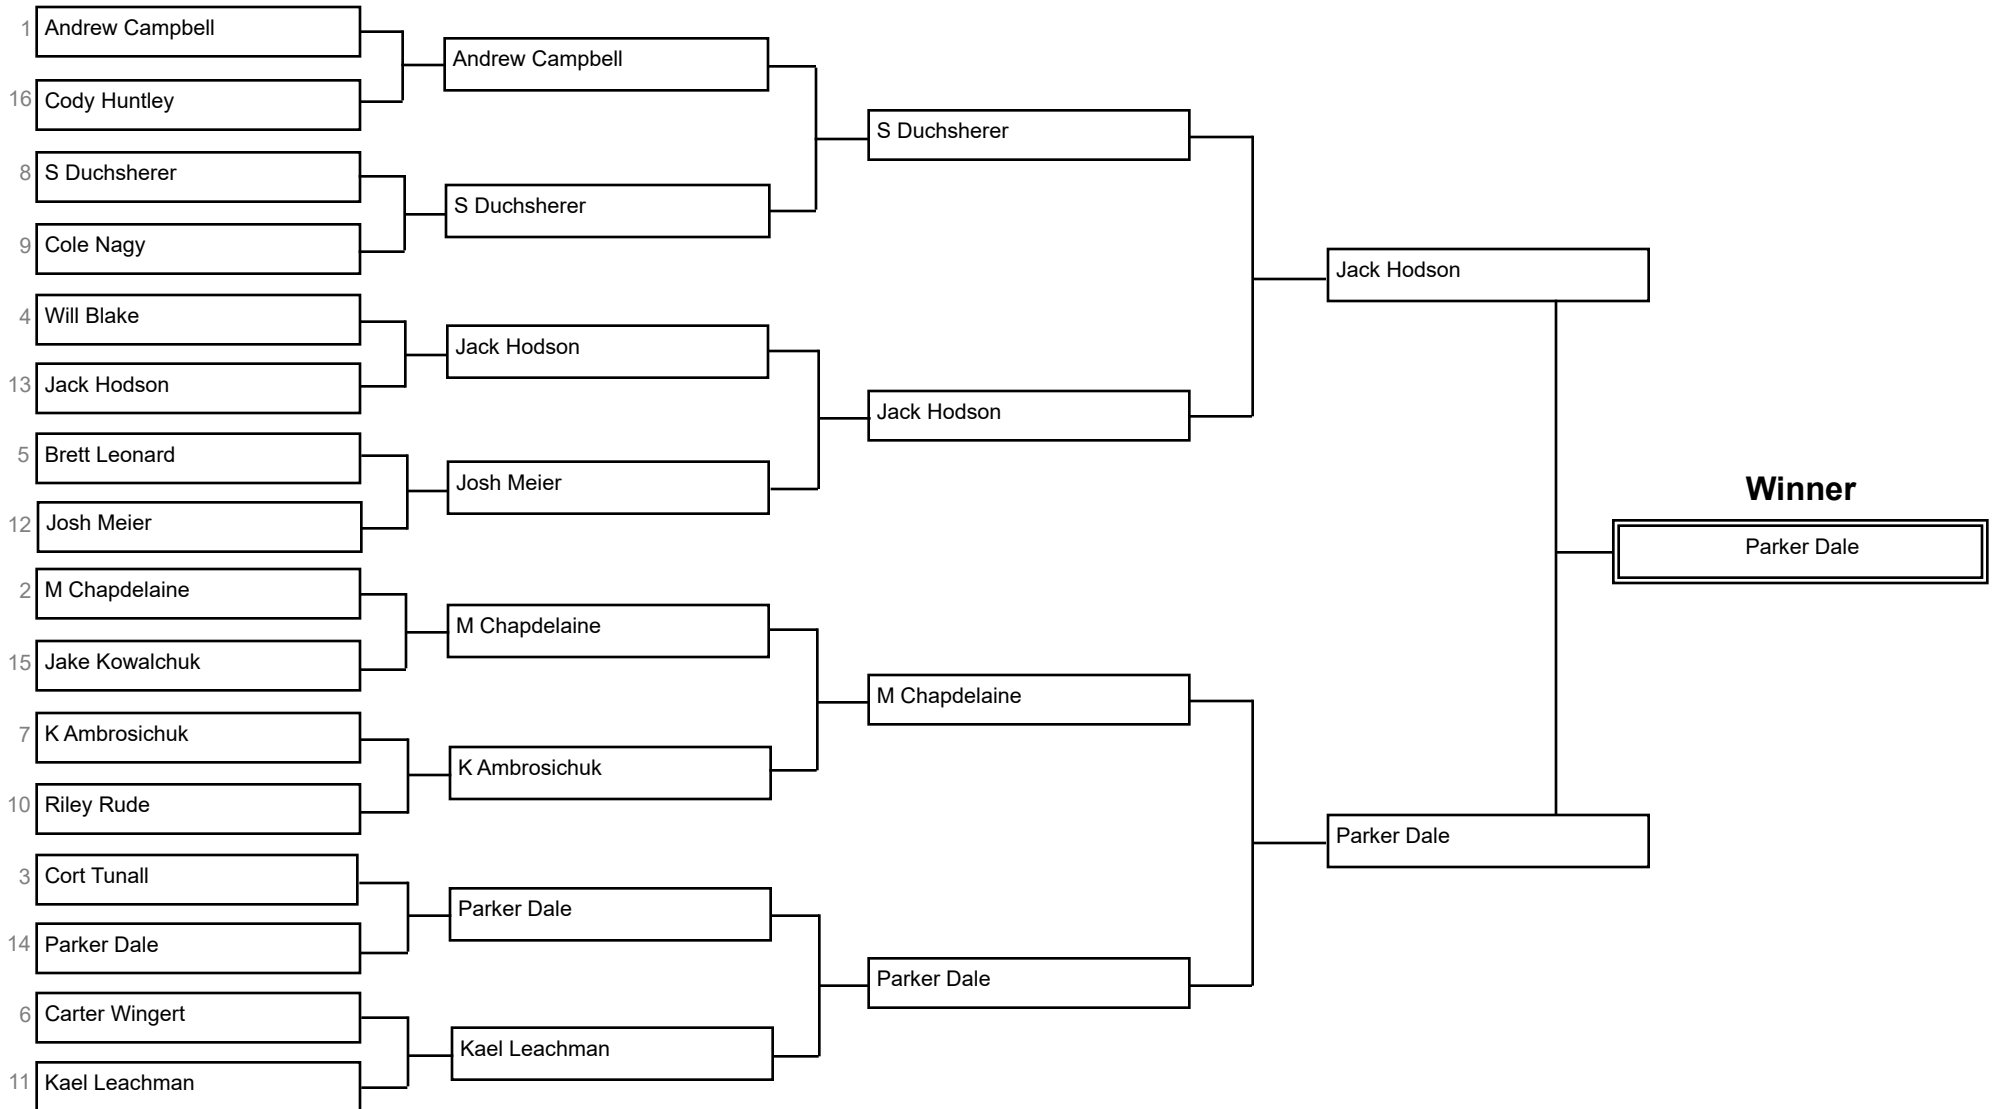 1 Andrew Campbell
16 Cody Huntley
8 S Duchsherer
9 Cole Nagy
4 Will Blake
13 Jack Hodson
5 Brett Leonard
12 Josh Meier
2 M Chapdelaine
15 Jake Kowalchuk
7 K Ambrosichuk
10 Riley Rude
3 Cort Tunall
14 Parker Dale
6 Carter Wingert
11 Kael Leachman
Andrew Campbell
S Duchsherer
Jack Hodson
Josh Meier
M Chapdelaine
K Ambrosichuk
Parker Dale
Kael Leachman
S Duchsherer
Jack Hodson
M Chapdelaine
Parker Dale
Jack Hodson
Parker Dale
Winner
Parker Dale